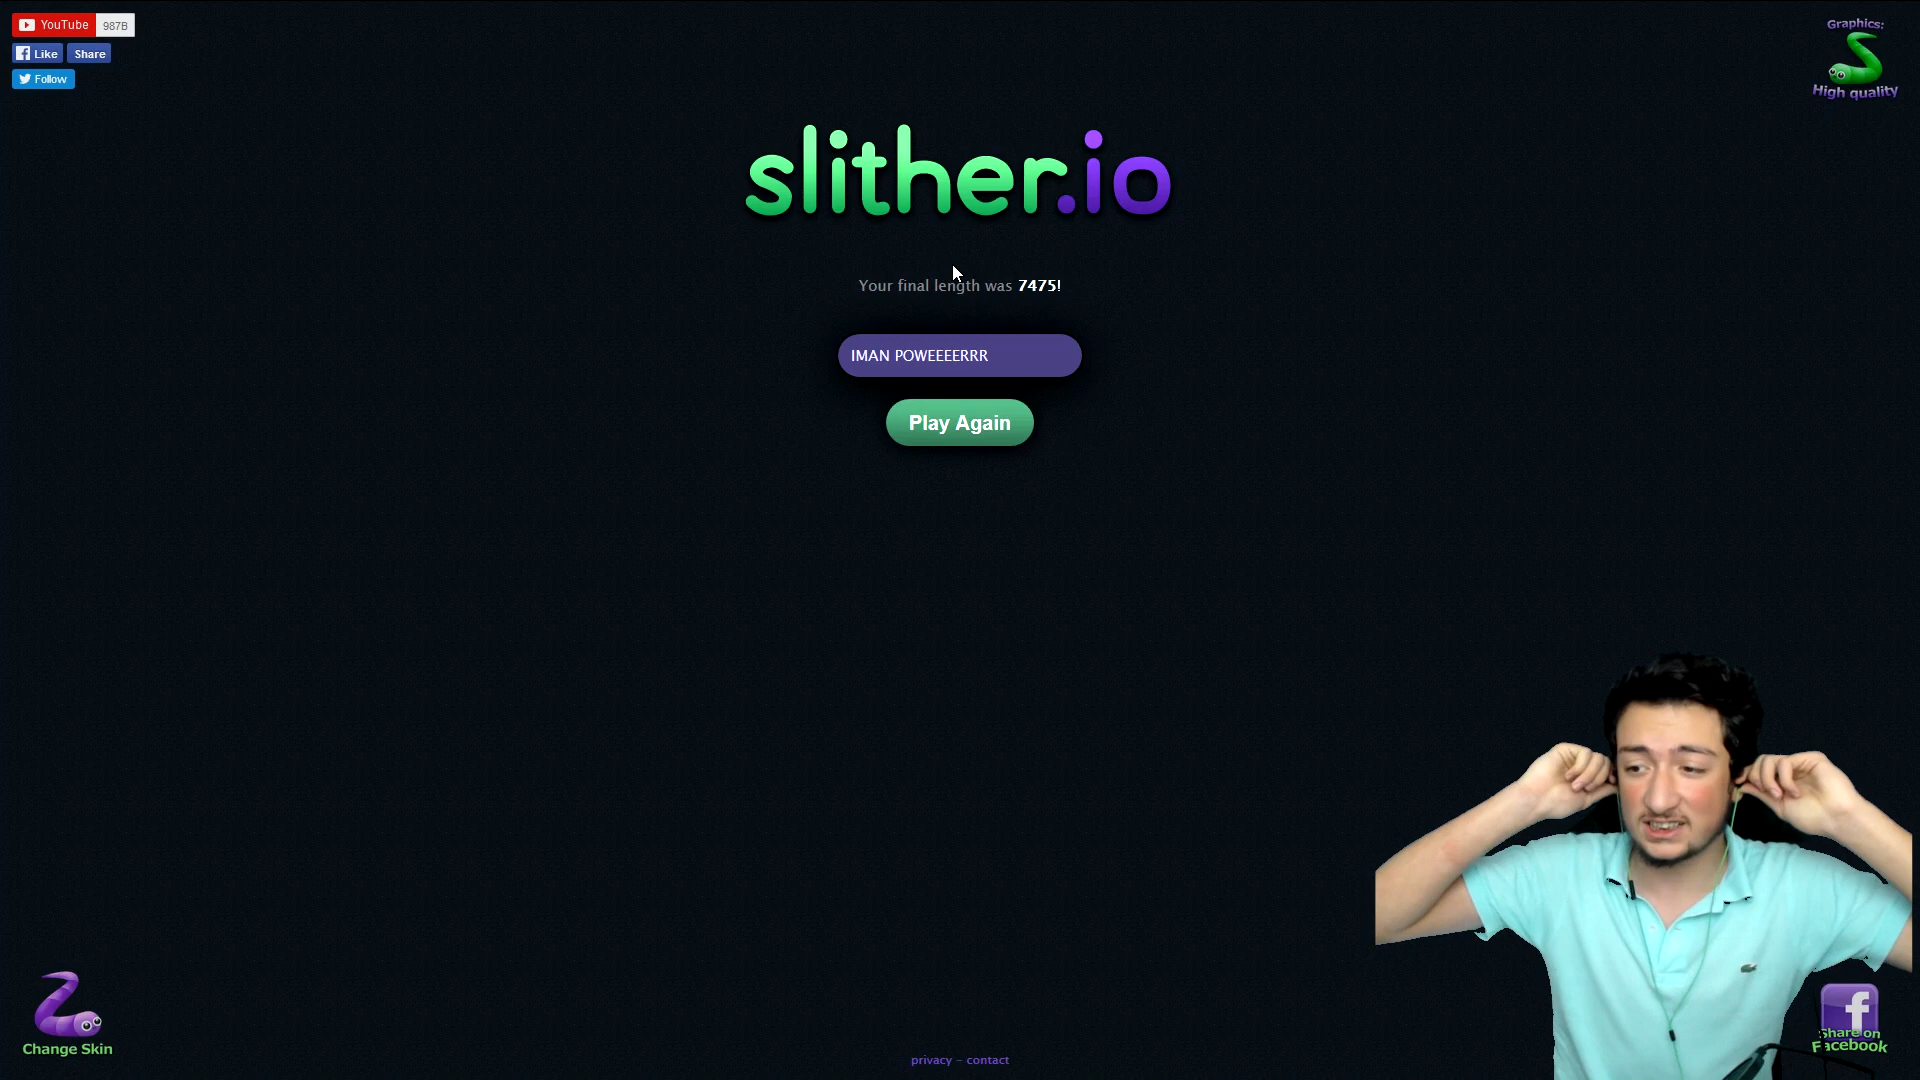 YouTube 987B
Like Share
Follow
Graphics:
High quality
slither.io
Your final length was 7475!
IMAN POWEEEERRR
Play Again
Change Skin
privacy - contact
Share on
Facebook